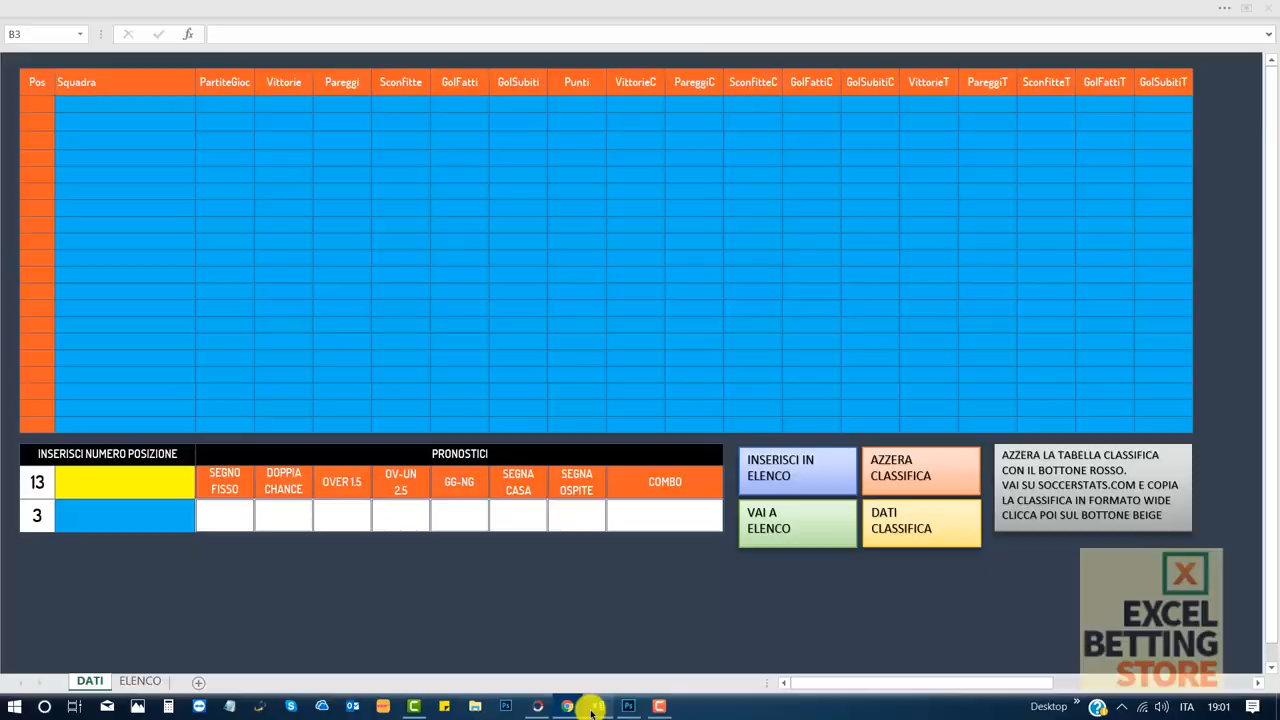 B3
fx
Pos Squadra PartiteGioc Vittorie Pareggi Sconfitte GolFatti GolSubiti Punti VittorieC PareggiC SconfitteC GolFattiC GolSubitiC VittorieT PareggiT SconfitteT GolFattiT GolSubitiT
INSERISCI NUMERO POSIZIONE
PRONOSTICI
13
SEGNO
FISSO
DOPPIA
CHANCE
OVER 1.5
OV-UN
2.5
GG-NG
SEGNA
CASA
SEGNA
OSPITE
COMBO
3
INSERISCI IN
ELENCO
AZZERA
CLASSIFICA
VAI A
ELENCO
DATI
CLASSIFICA
AZZERA LA TABELLA CLASSIFICA
CON IL BOTTONE ROSSO.
VAI SU SOCCERSTATS.COM E COPIA
LA CLASSIFICA IN FORMATO WIDE
CLICCA POI SUL BOTTONE BEIGE
X
EXCEL
BETTING
STORE
DATI ELENCO
Desktop ITA 19:01